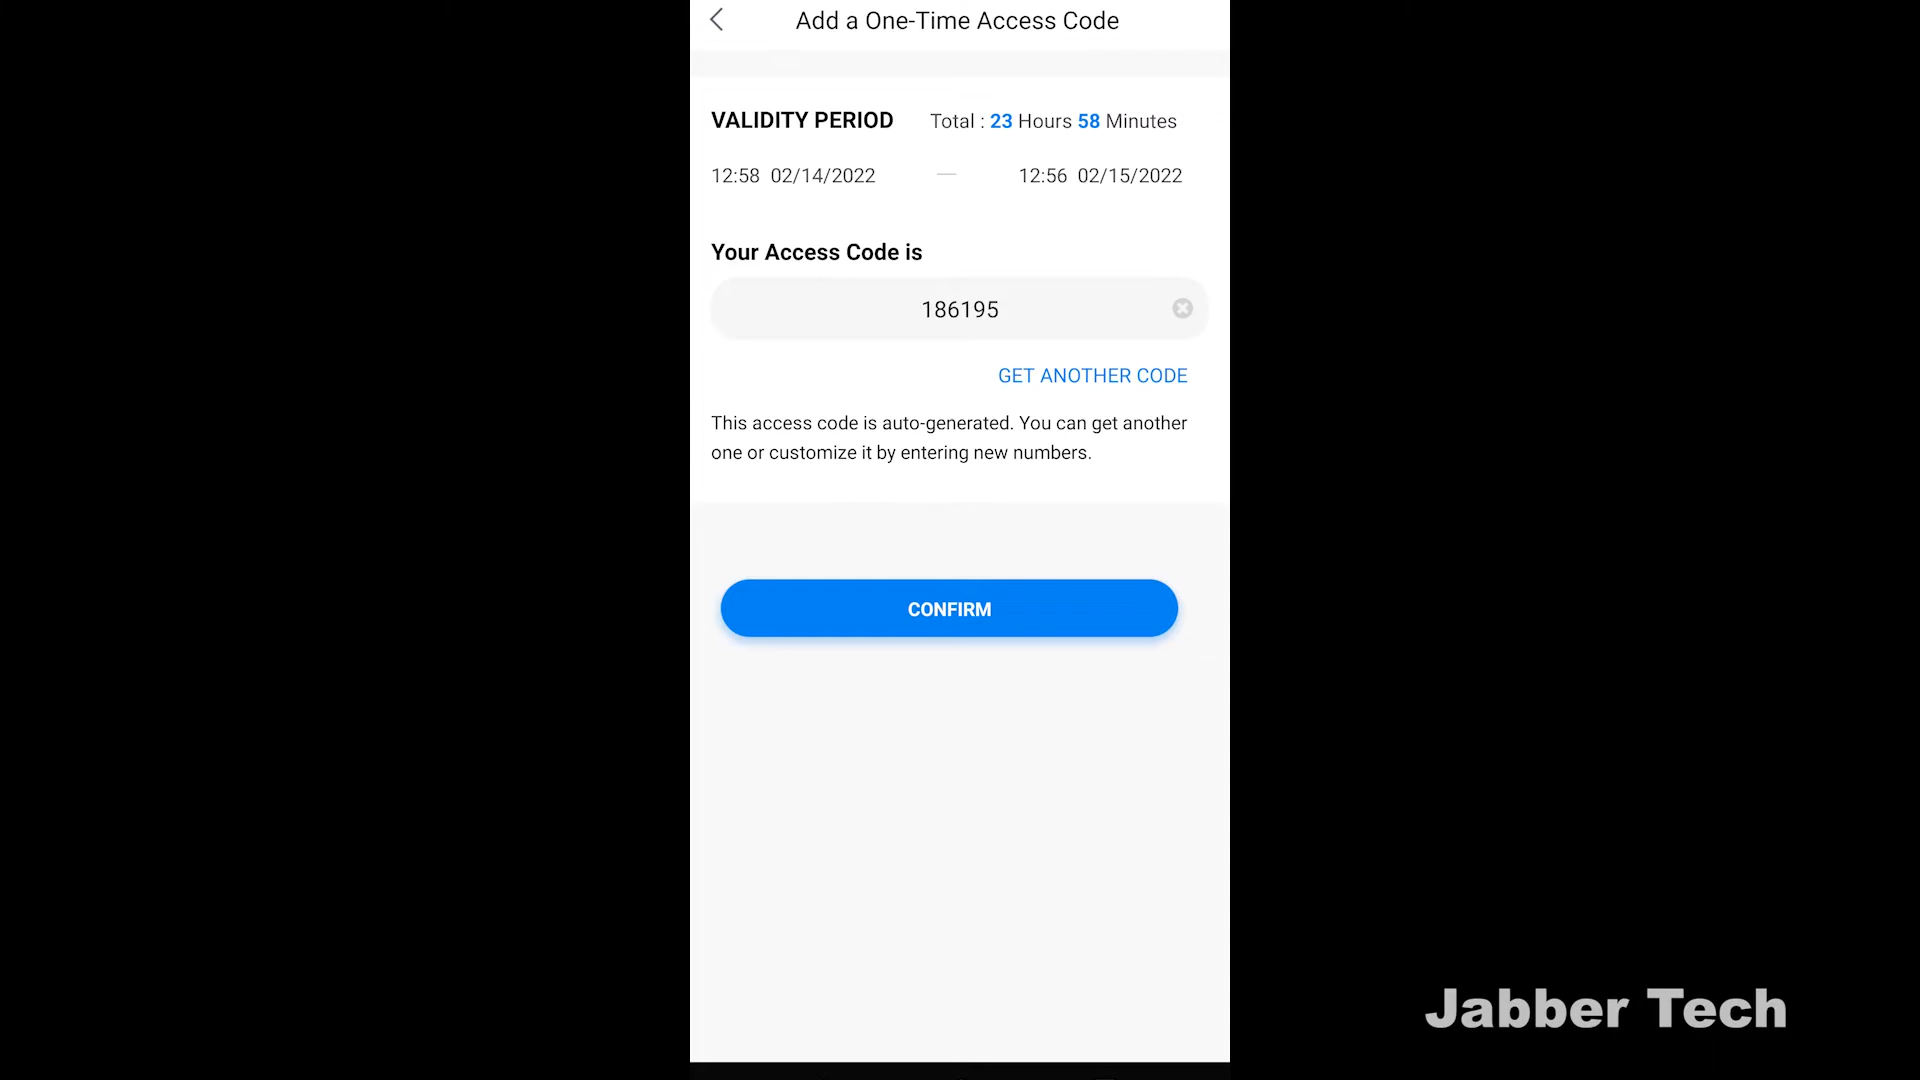 Add a One-Time Access Code
VALIDITY PERIOD Total : 23 Hours 58 Minutes
12:58 02/14/2022 — 12:56 02/15/2022
Your Access Code is
186195
GET ANOTHER CODE
This access code is auto-generated. You can get another
one or customize it by entering new numbers.
CONFIRM
Jabber Tech